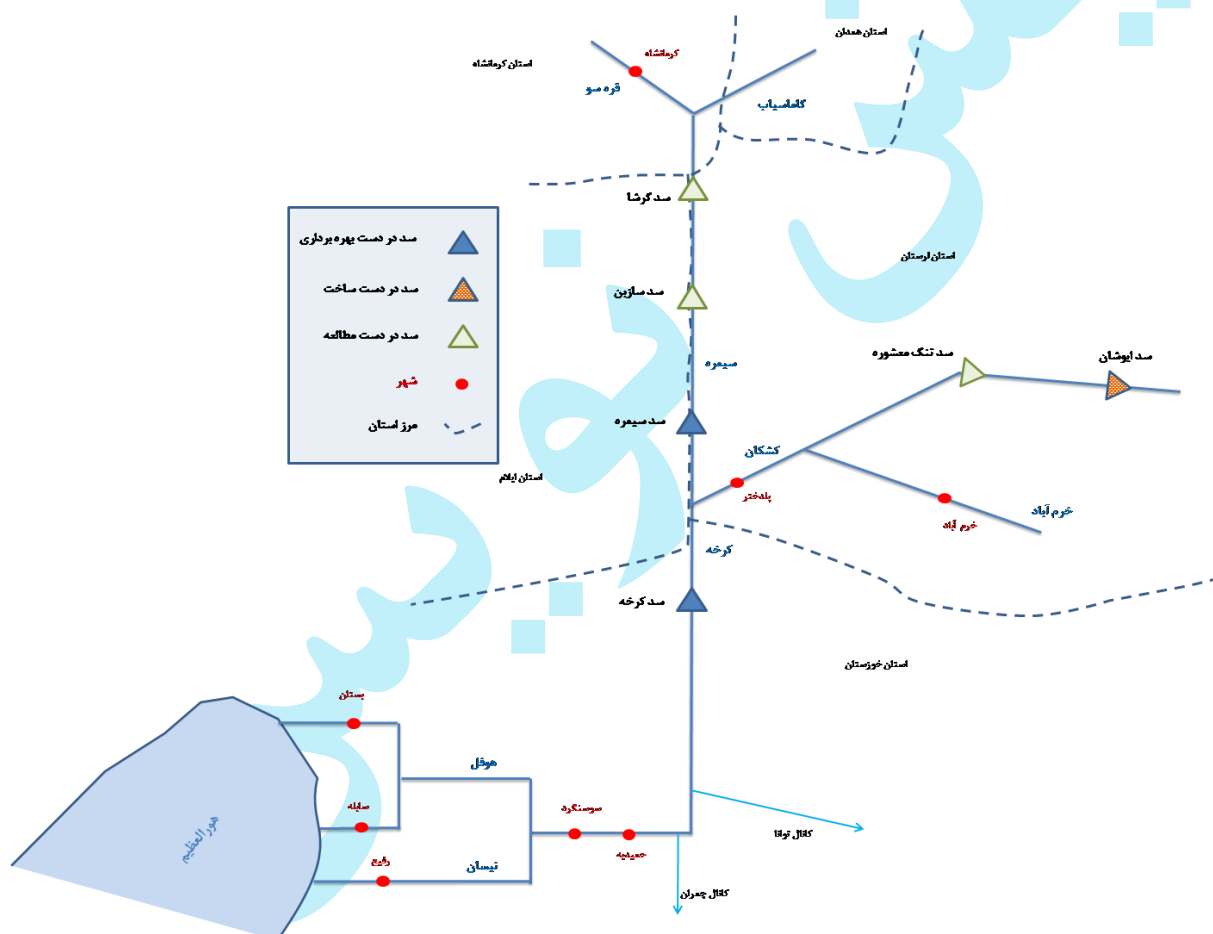 استان همدان
کرمانشاه
استان کرمانشاه
قره سو
گاماسیاب
سد گرشا
استان لرستان
سد سازبن
سد در دست بهره برداری
سد در دست ساخت
سد در دست مطالعه
شهر
مرز استان
سیمره
سد تنگ معشوره
سد ایوشان
سد سیمره
کشکان
استان ایلام
پلدختر
خرم آباد
خرم آباد
کرخه
سد کرخه
استان خوزستان
بستان
هوفل
سابله
سوسنگرد
حمیدیه
کانال توانا
هورالعظیم
رفیع
نیسان
کانال چمران